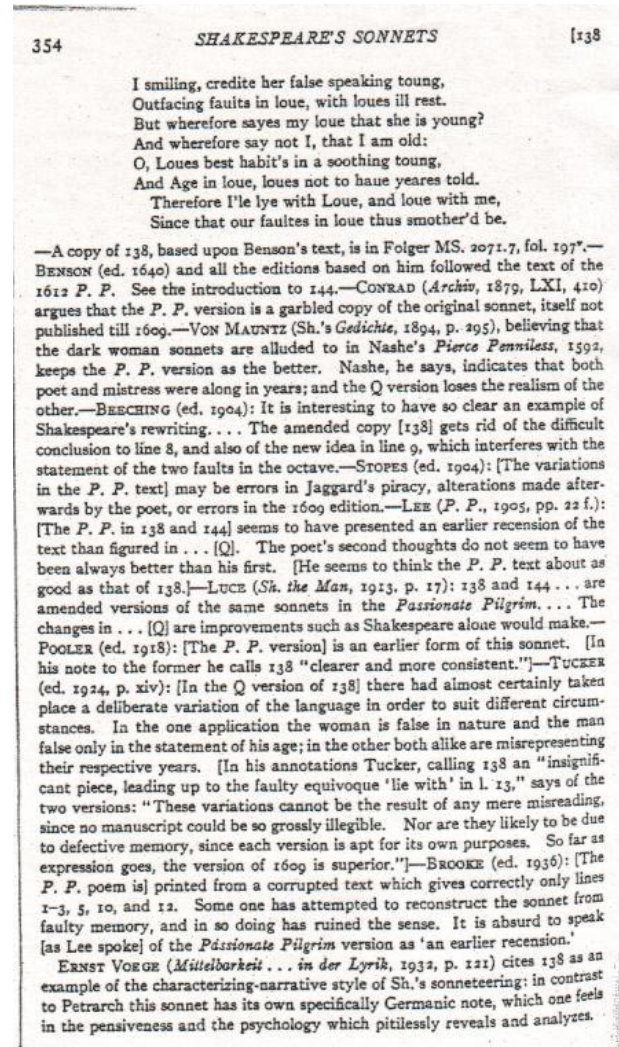 354 SHAKESPEARE'S SONNETS [138
I smiling, credite her false speaking toung,
Outfacing faults in loue, with loues ill rest.
But wherefore sayes my loue that she is young?
And wherefore say not I, that I am old:
O, Loues best habit's in a soothing toung,
And Age in loue, loues not to haue yeares told.
Therefore I'le lye with Loue, and loue with me,
Since that our faultes in loue thus smother'd be.
—A copy of 138, based upon Benson's text, is in Folger MS. 2071.7, fol. 197ᵛ.—
BENSON (ed. 1640) and all the editions based on him followed the text of the
1612 P. P. See the introduction to 144.—CONRAD (Archiv, 1879, LXI, 410)
argues that the P. P. version is a garbled copy of the original sonnet, itself not
published till 1609.—VON MAUNTZ (Sh.'s Gedichte, 1894, p. 295), believing that
the dark woman sonnets are alluded to in Nashe's Pierce Penniless, 1592,
keeps the P. P. version as the better. Nashe, he says, indicates that both
poet and mistress were along in years; and the Q version loses the realism of the
other.—BEECHING (ed. 1904): It is interesting to have so clear an example of
Shakespeare's rewriting. . . . The amended copy [138] gets rid of the difficult
conclusion to line 8, and also of the new idea in line 9, which interferes with the
statement of the two faults in the octave.—STOPES (ed. 1904): [The variations
in the P. P. text] may be errors in Jaggard's piracy, alterations made after-
wards by the poet, or errors in the 1609 edition.—LEE (P. P., 1905, pp. 22 f.):
[The P. P. in 138 and 144] seems to have presented an earlier recension of the
text than figured in . . . [Q]. The poet's second thoughts do not seem to have
been always better than his first. [He seems to think the P. P. text about as
good as that of 138.]—LUCE (Sh. the Man, 1913, p. 17): 138 and 144 . . . are
amended versions of the same sonnets in the Passionate Pilgrim. . . . The
changes in . . . [Q] are improvements such as Shakespeare alone would make.—
POOLER (ed. 1918): [The P. P. version] is an earlier form of this sonnet. [In
his note to the former he calls 138 "clearer and more consistent."]—TUCKER
(ed. 1924, p. xiv): [In the Q version of 138] there had almost certainly taken
place a deliberate variation of the language in order to suit different circum-
stances. In the one application the woman is false in nature and the man
false only in the statement of his age; in the other both alike are misrepresenting
their respective years. [In his annotations Tucker, calling 138 an "insignifi-
cant piece, leading up to the faulty equivoque 'lie with' in l. 13," says of the
two versions: "These variations cannot be the result of any mere misreading,
since no manuscript could be so grossly illegible. Nor are they likely to be due
to defective memory, since each version is apt for its own purposes. So far as
expression goes, the version of 1609 is superior."]—BROOKE (ed. 1936): [The
P. P. poem is] printed from a corrupted text which gives correctly only lines
1–3, 5, 10, and 12. Some one has attempted to reconstruct the sonnet from
faulty memory, and in so doing has ruined the sense. It is absurd to speak
[as Lee spoke] of the Passionate Pilgrim version as 'an earlier recension.'
ERNST VOEGE (Mittelbarkeit . . . in der Lyrik, 1932, p. 121) cites 138 as an
example of the characterizing-narrative style of Sh.'s sonneteering: in contrast
to Petrarch this sonnet has its own specifically Germanic note, which one feels
in the pensiveness and the psychology which pitilessly reveals and analyzes.